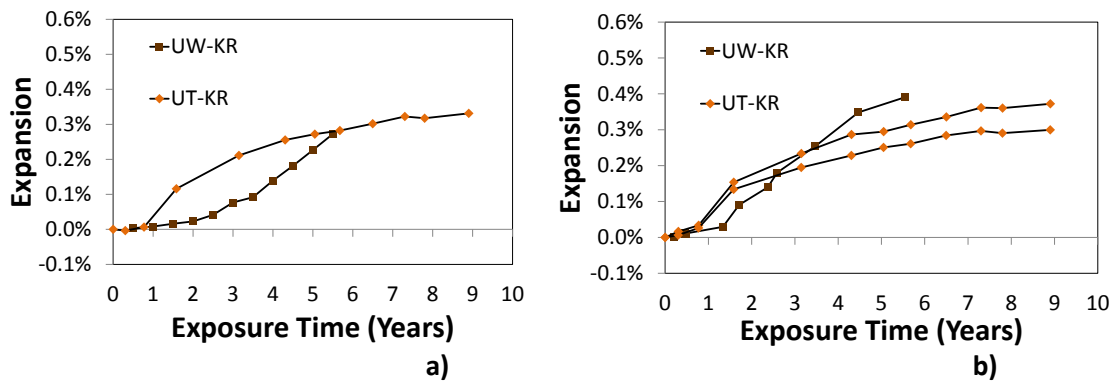 0.6%
0.5%
0.4%
0.3%
0.2%
0.1%
0.0%
-0.1%
Expansion
UW-KR
UT-KR
0 1 2 3 4 5 6 7 8 9 10
Exposure Time (Years)
a)
0.6%
0.5%
0.4%
0.3%
0.2%
0.1%
0.0%
-0.1%
Expansion
UW-KR
UT-KR
0 1 2 3 4 5 6 7 8 9 10
Exposure Time (Years)
b)